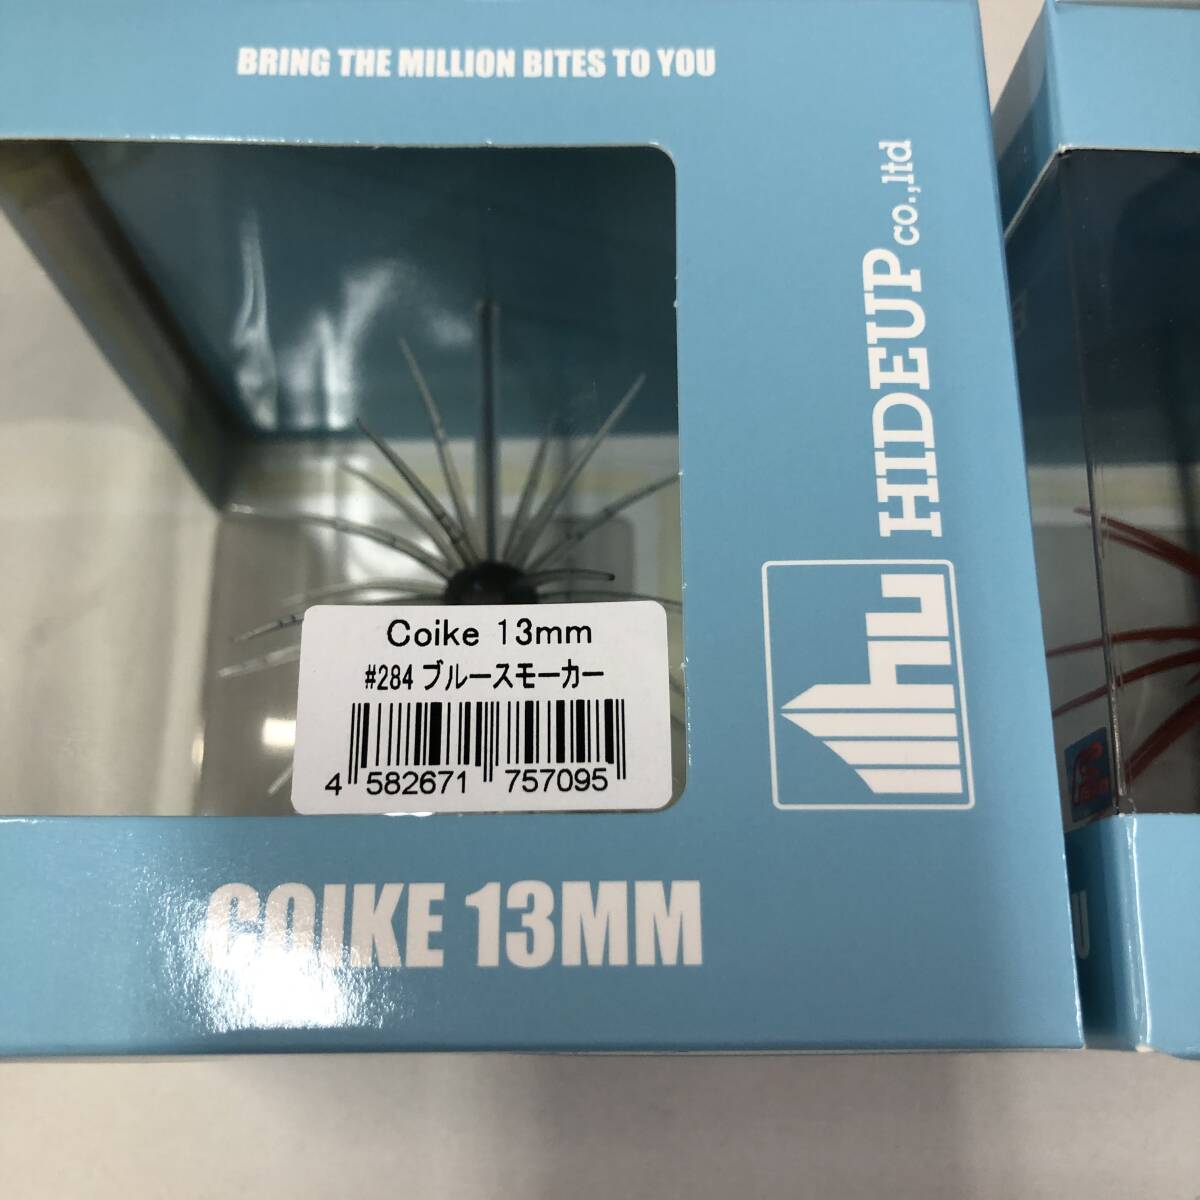 BRING THE MILLION BITES TO YOU
HIDEUP co.,ltd
hu
Coike 13mm
#284 ブルースモーカー
4 582671 757095
COIKE 13MM
U